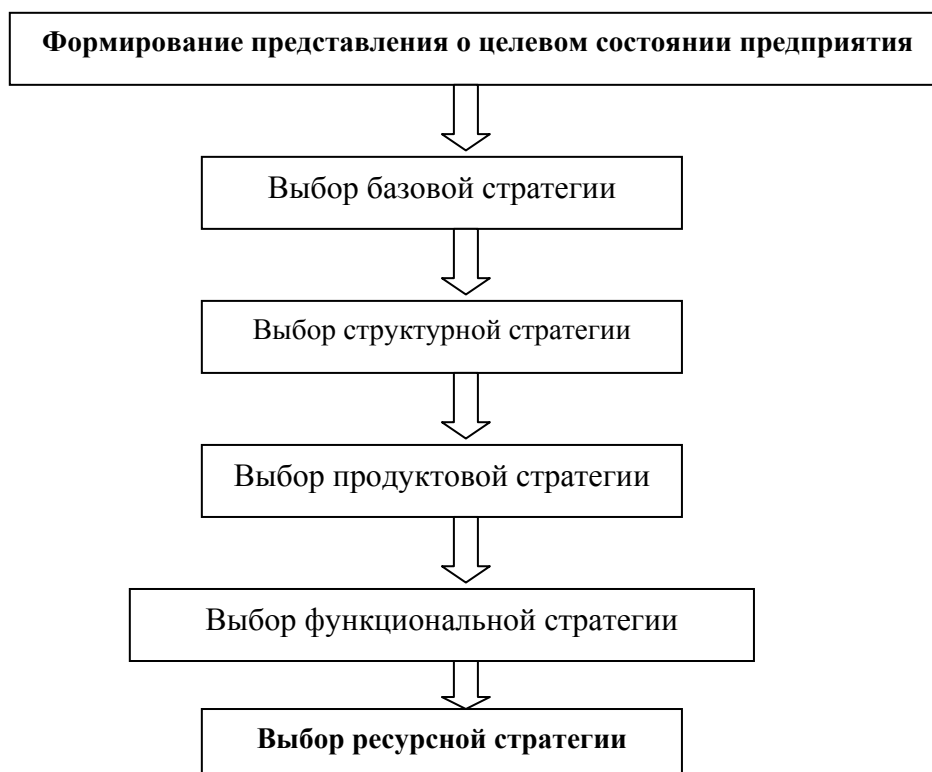 Формирование представления о целевом состоянии предприятия
Выбор базовой стратегии
Выбор структурной стратегии
Выбор продуктовой стратегии
Выбор функциональной стратегии
Выбор ресурсной стратегии